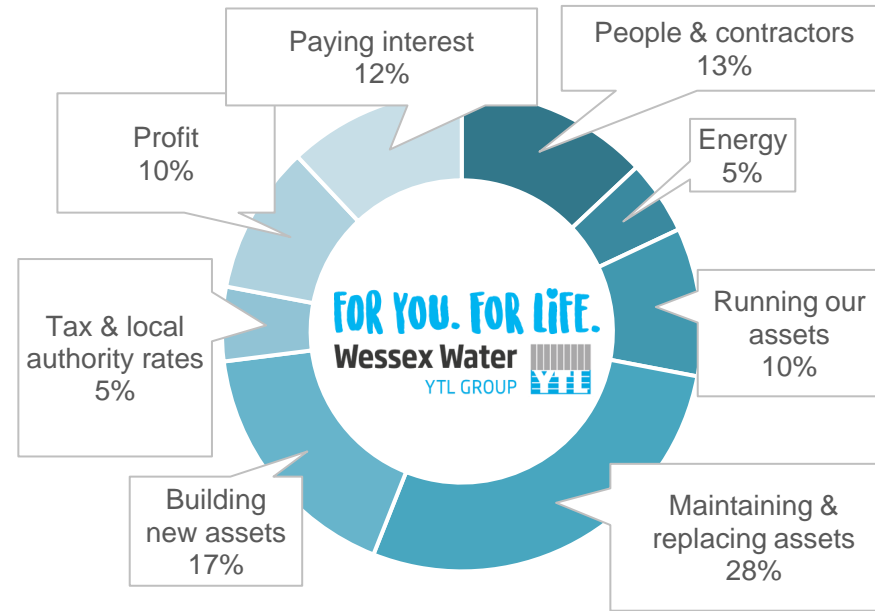 Paying interest
12%
People & contractors
13%
Profit
10%
Energy
5%
Tax & local
authority rates
5%
FOR YOU. FOR LiFE.
Wessex Water
YTL GROUP
YTL
Running our
assets
10%
Building
new assets
17%
Maintaining &
replacing assets
28%